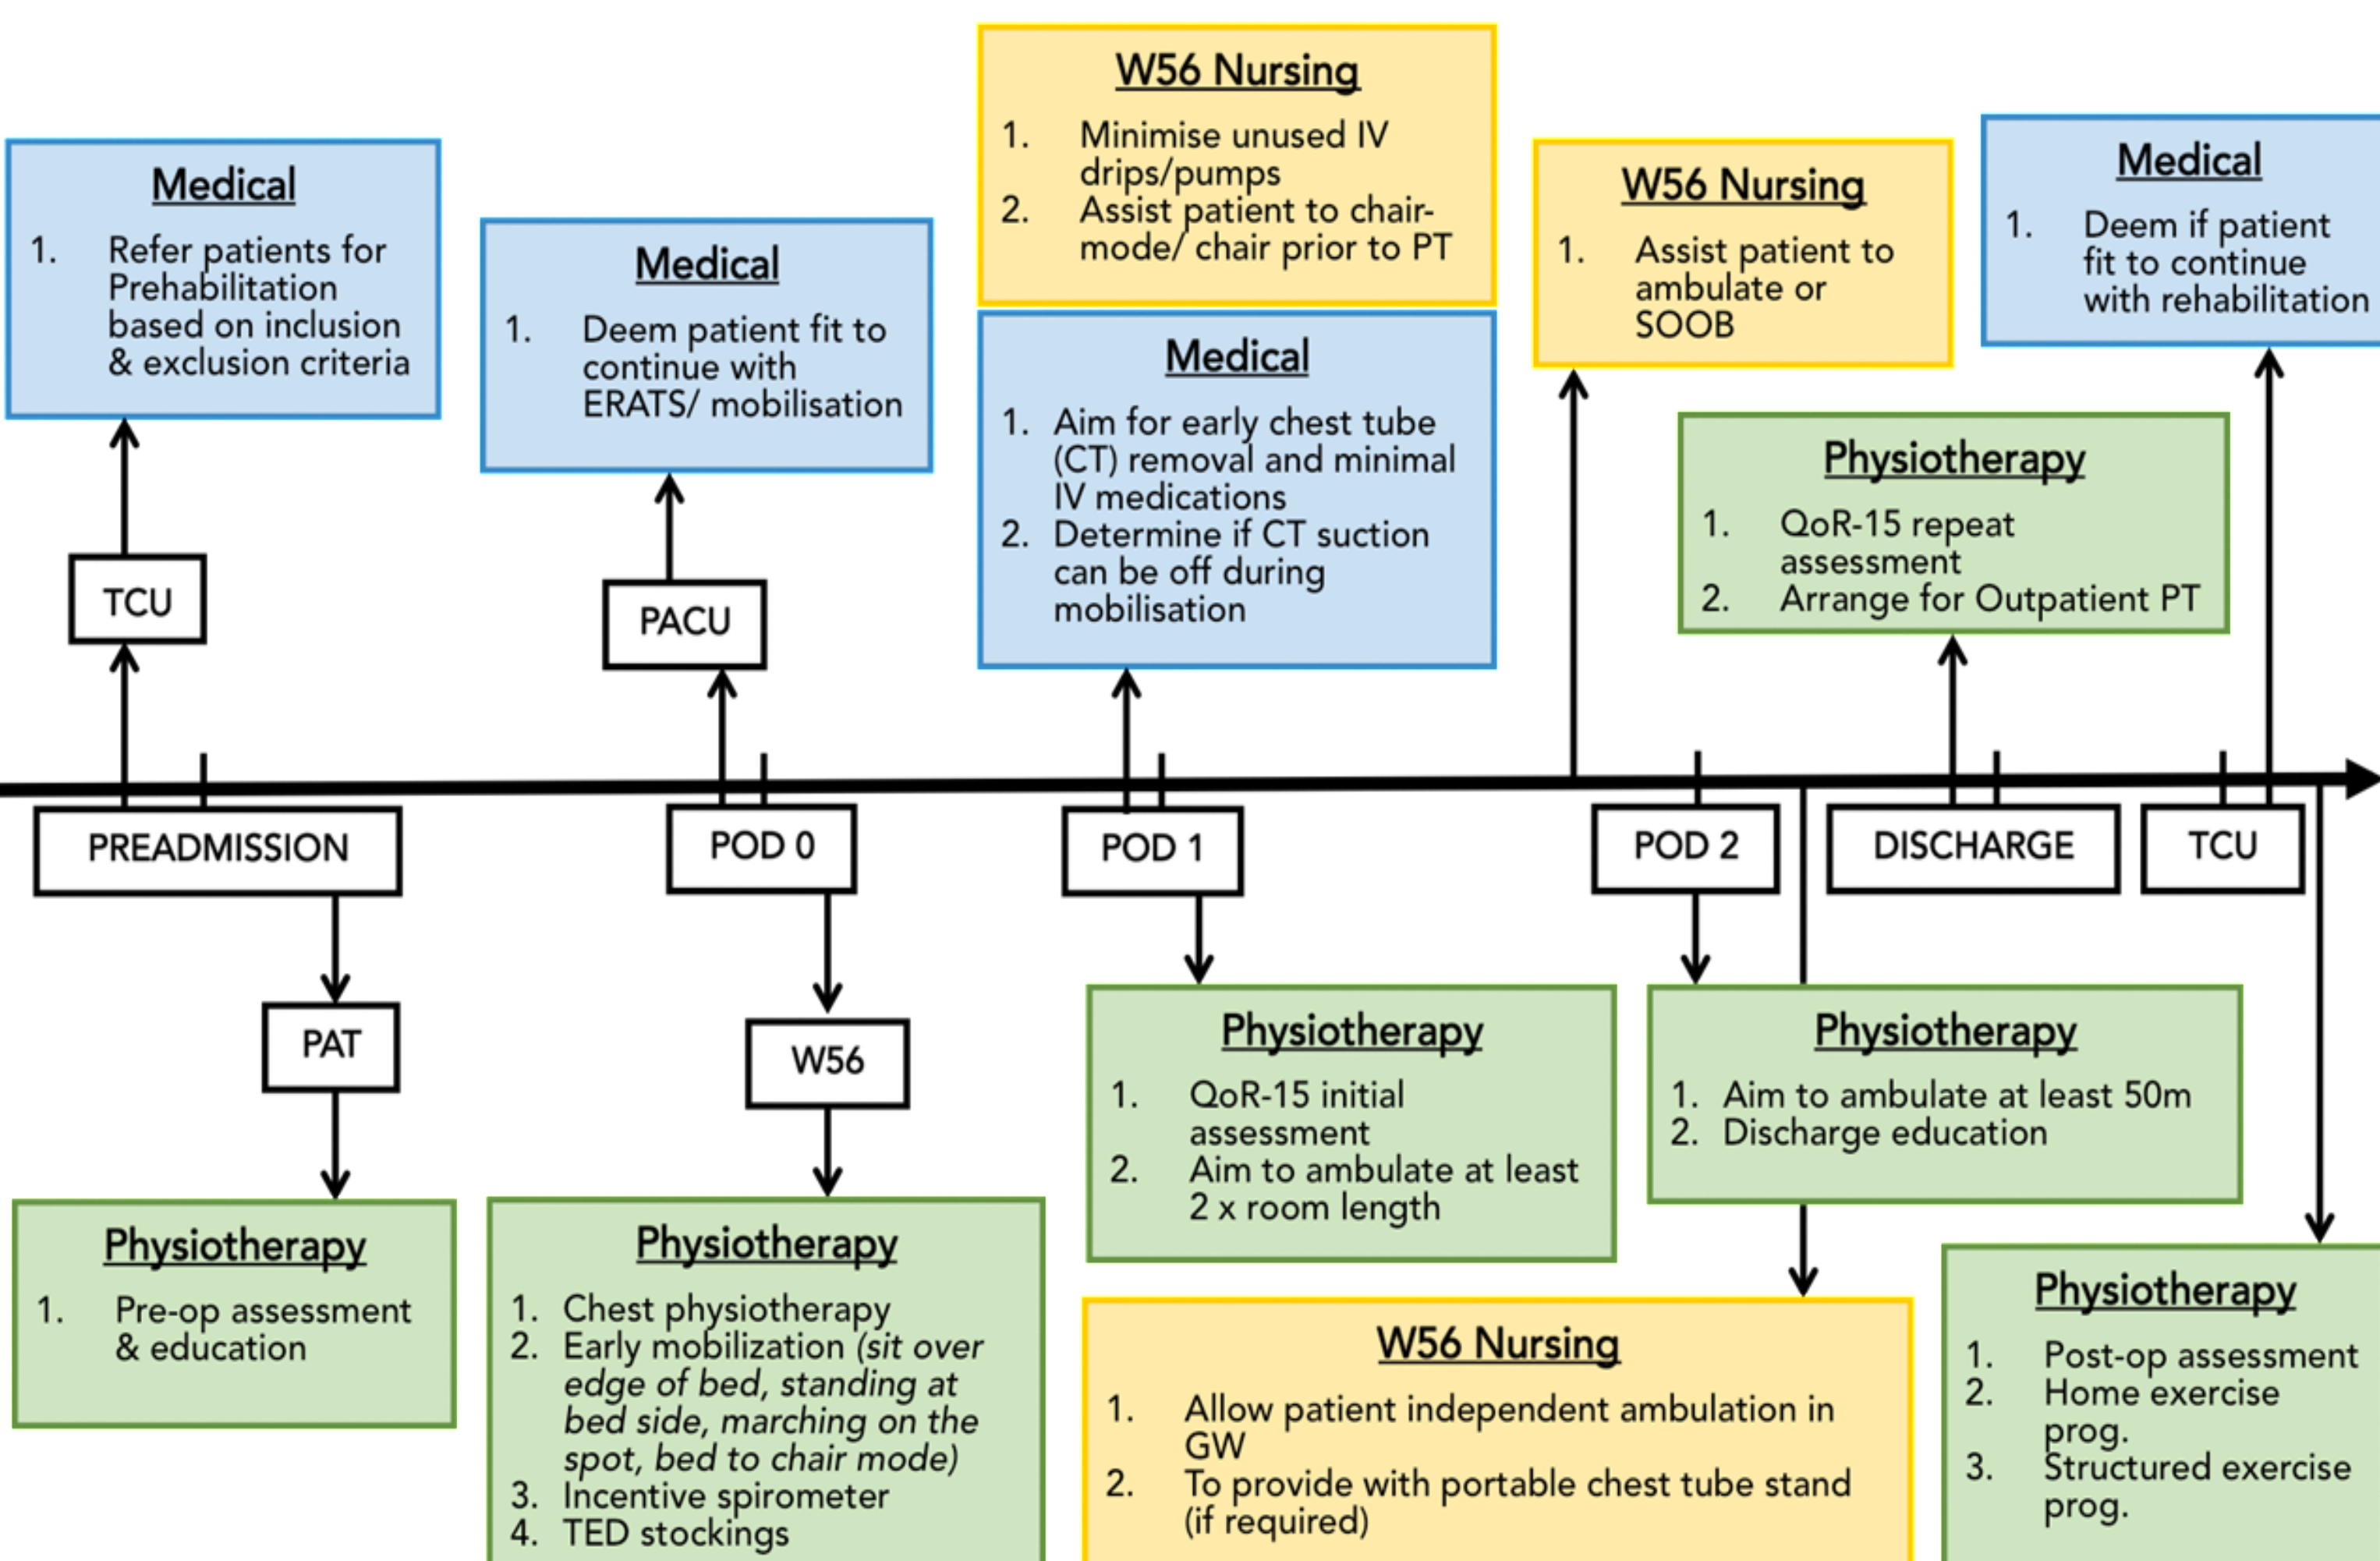 W56 Nursing
1. Minimise unused IV
drips/pumps
2. Assist patient to chair-
mode/ chair prior to PT
Medical
1. Refer patients for
Prehabilitation
based on inclusion
& exclusion criteria
Medical
1. Deem patient fit to
continue with
ERATS/ mobilisation
Medical
1. Aim for early chest tube
(CT) removal and minimal
IV medications
2. Determine if CT suction
can be off during
mobilisation
W56 Nursing
1. Assist patient to
ambulate or
SOOB
Medical
1. Deem if patient
fit to continue
with rehabilitation
Physiotherapy
1. QoR-15 repeat
assessment
2. Arrange for Outpatient PT
TCU
PACU
PREADMISSION
POD 0
POD 1
POD 2
DISCHARGE
TCU
PAT
W56
Physiotherapy
1. Pre-op assessment
& education
Physiotherapy
1. Chest physiotherapy
2. Early mobilization (sit over
edge of bed, standing at
bed side, marching on the
spot, bed to chair mode)
3. Incentive spirometer
4. TED stockings
Physiotherapy
1. QoR-15 initial
assessment
2. Aim to ambulate at least
2 x room length
Physiotherapy
1. Aim to ambulate at least 50m
2. Discharge education
W56 Nursing
1. Allow patient independent ambulation in
GW
2. To provide with portable chest tube stand
(if required)
Physiotherapy
1. Post-op assessment
2. Home exercise
prog.
3. Structured exercise
prog.